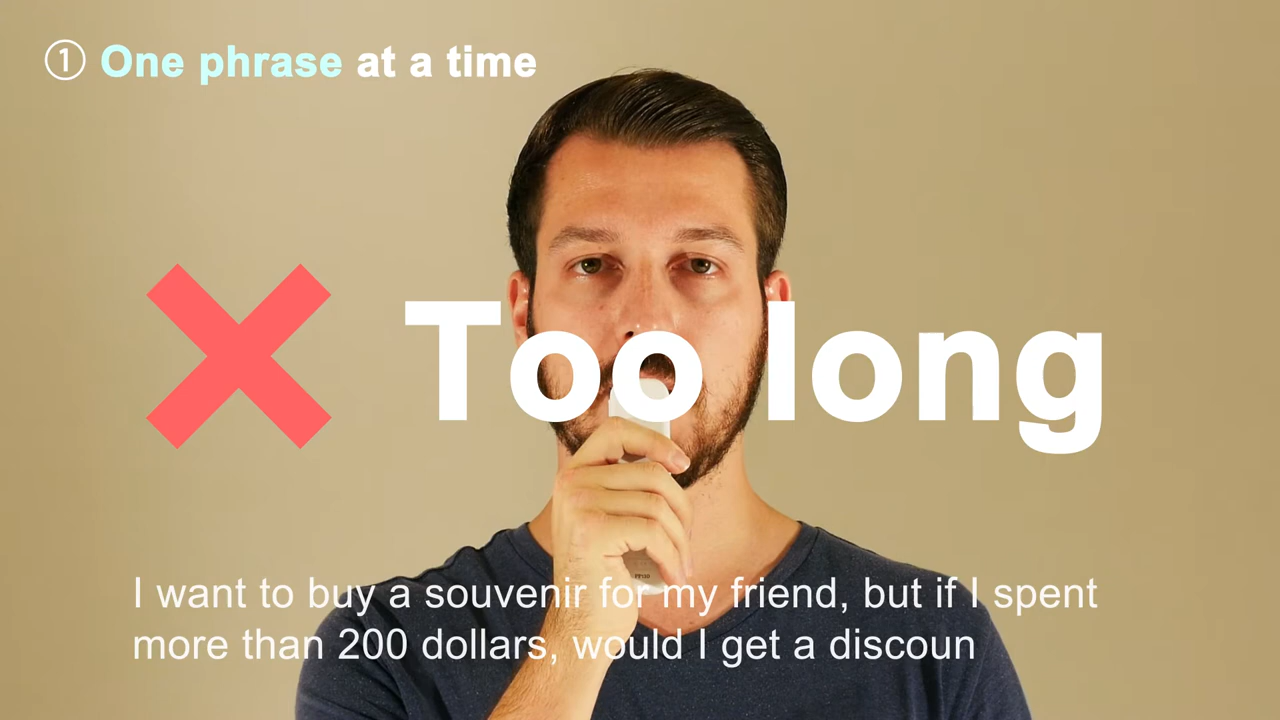 ① One phrase at a time
Too long
I want to buy a souvenir for my friend, but if I spent
more than 200 dollars, would I get a discoun